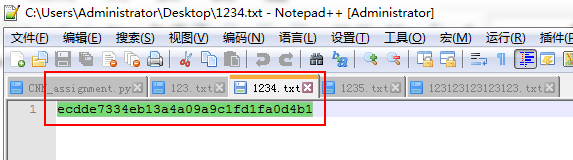 C:\Users\Administrator\Desktop\1234.txt - Notepad++ [Administrator]
文件(F) 编辑(E) 搜索(S) 视图(V) 编码(N) 语言(L) 设置(T) 工具(O) 宏(M) 运行(R) 插件(P)
CNN_assignment.py 123.txt 1234.txt 1235.txt 123123123123123.txt
1 ecdde7334eb13a4a09a9c1fd1fa0d4b1